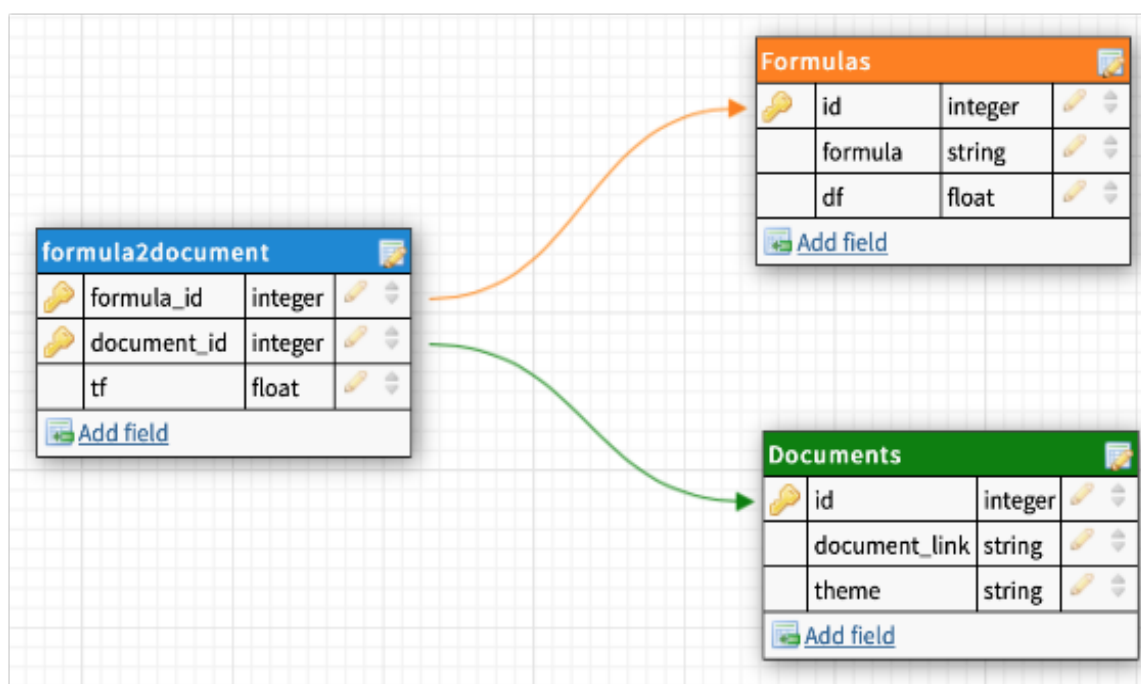 Formulas
id integer
formula string
df float
Add field
formula2document
formula_id integer
document_id integer
tf float
Add field
Documents
id integer
document_link string
theme string
Add field